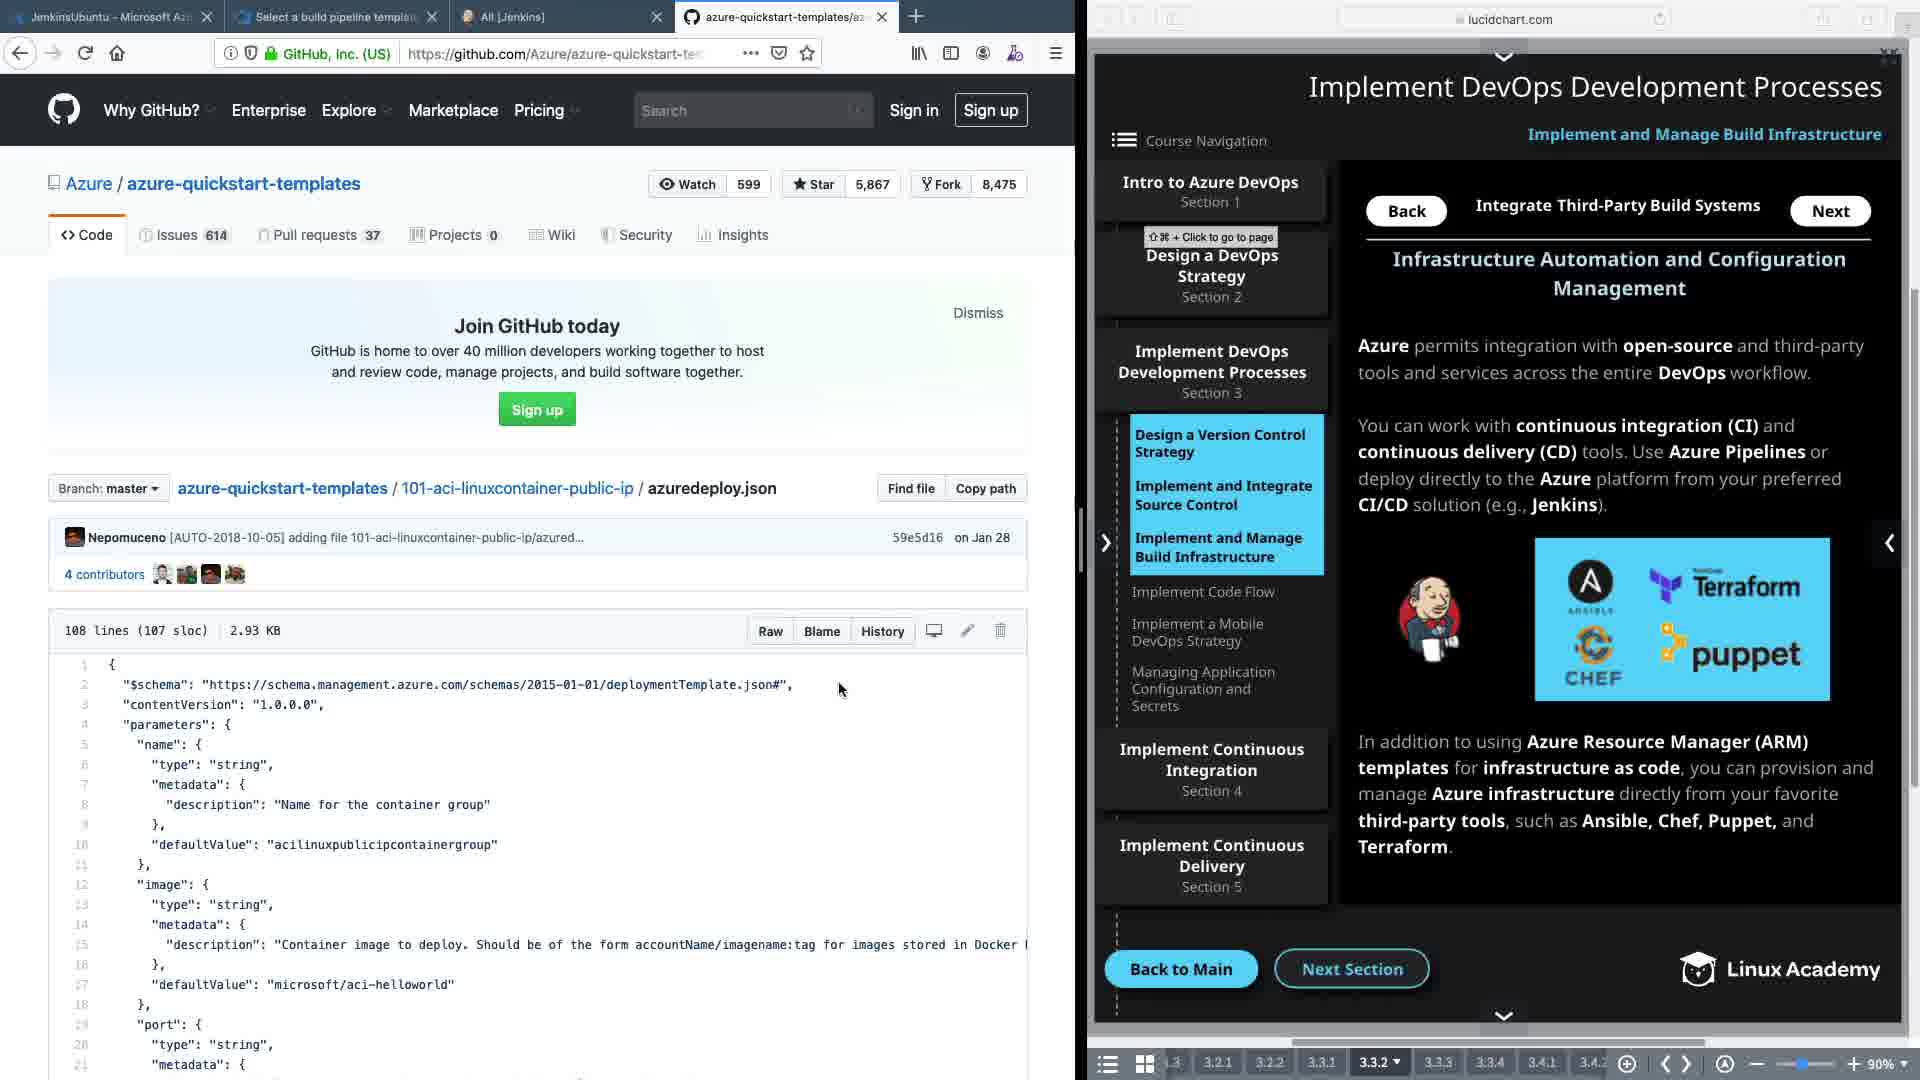 JenkinsUbuntu - Microsoft Az
Select a build pipeline templat
All [Jenkins]
azure-quickstart-templates/az
GitHub, Inc. (US)
https://github.com/Azure/azure-quickstart-te
Why GitHub?
Enterprise
Explore
Marketplace
Pricing
Search
Sign in
Sign up
Azure / azure-quickstart-templates
Watch 599
Star 5,867
Fork 8,475
Code
Issues 614
Pull requests 37
Projects 0
Wiki
Security
Insights
Dismiss
Join GitHub today
GitHub is home to over 40 million developers working together to host
and review code, manage projects, and build software together.
Sign up
Branch: master
azure-quickstart-templates / 101-aci-linuxcontainer-public-ip / azuredeploy.json
Find file
Copy path
Nepomuceno [AUTO-2018-10-05] adding file 101-aci-linuxcontainer-public-ip/azured...
59e5d16 on Jan 28
4 contributors
108 lines (107 sloc)
2.93 KB
Raw
Blame
History
1 {
2 "$schema": "https://schema.management.azure.com/schemas/2015-01-01/deploymentTemplate.json#",
3 "contentVersion": "1.0.0.0",
4 "parameters": {
5 "name": {
6 "type": "string",
7 "metadata": {
8 "description": "Name for the container group"
9 },
10 "defaultValue": "acilinuxpublicipcontainergroup"
11 },
12 "image": {
13 "type": "string",
14 "metadata": {
15 "description": "Container image to deploy. Should be of the form accountName/imagename:tag for images stored in Docker
16 },
17 "defaultValue": "microsoft/aci-helloworld"
18 },
19 "port": {
20 "type": "string",
21 "metadata": {
lucidchart.com
Implement DevOps Development Processes
Implement and Manage Build Infrastructure
Course Navigation
Intro to Azure DevOps
Section 1
⇧⌘ + Click to go to page
Design a DevOps
Strategy
Section 2
Implement DevOps
Development Processes
Section 3
Design a Version Control
Strategy
Implement and Integrate
Source Control
Implement and Manage
Build Infrastructure
Implement Code Flow
Implement a Mobile
DevOps Strategy
Managing Application
Configuration and
Secrets
Implement Continuous
Integration
Section 4
Implement Continuous
Delivery
Section 5
Back
Integrate Third-Party Build Systems
Next
Infrastructure Automation and Configuration
Management
Azure permits integration with open-source and third-party
tools and services across the entire DevOps workflow.
You can work with continuous integration (CI) and
continuous delivery (CD) tools. Use Azure Pipelines or
deploy directly to the Azure platform from your preferred
CI/CD solution (e.g., Jenkins).
ANSIBLE
Terraform
CHEF
puppet
In addition to using Azure Resource Manager (ARM)
templates for infrastructure as code, you can provision and
manage Azure infrastructure directly from your favorite
third-party tools, such as Ansible, Chef, Puppet, and
Terraform.
Back to Main
Next Section
Linux Academy
3.2.1
3.2.2
3.3.1
3.3.2
3.3.3
3.3.4
3.4.1
90%